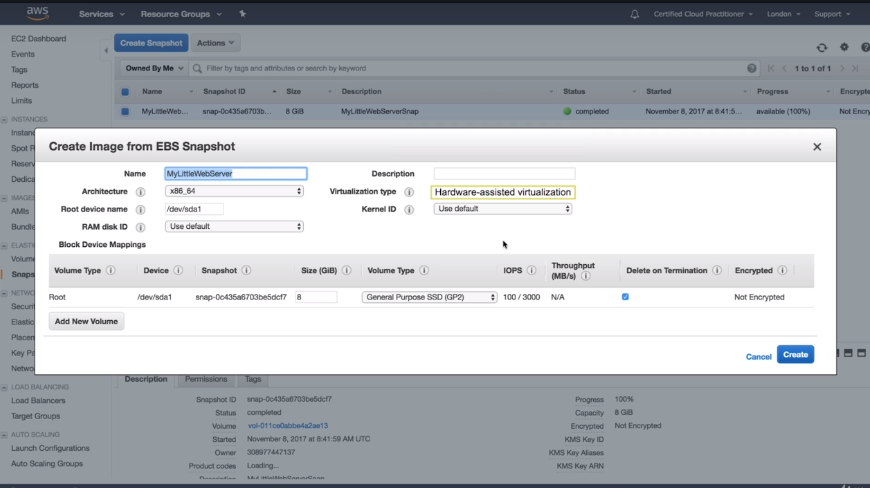 aws Services Resource Groups Certified Cloud Practitioner London Support
EC2 Dashboard
Events
Tags
Reports
Limits
INSTANCES
Create Snapshot Actions
Owned By Me Filter by tags and attributes or search by keyword 1 to 1 of 1
Name Snapshot ID Size Description Status Started Progress Encrypte
MyLittleWeb... snap-0c435a6703b... 8 GiB MyLittleWebServerSnap completed November 8, 2017 at 8:41:5... available (100%) Not Encry
Create Image from EBS Snapshot
Name MyLittleWebServer Description
Architecture x86_64 Virtualization type Hardware-assisted virtualization
Root device name /dev/sda1 Kernel ID Use default
RAM disk ID Use default
Block Device Mappings
Volume Type Device Snapshot Size (GiB) Volume Type IOPS Throughput (MB/s) Delete on Termination Encrypted
Root /dev/sda1 snap-0c435a6703be5dcf7 8 General Purpose SSD (GP2) 100 / 3000 N/A Not Encrypted
Add New Volume
Cancel Create
Instanc
Spot R
Reserv
Dedica
IMAGES
AMIs
Bundle
ELASTI
Volume
Snaps
NETWO
Securit
Elastic
Placem
Key Pa
Netwo
LOAD BALANCING
Load Balancers
Target Groups
AUTO SCALING
Launch Configurations
Auto Scaling Groups
Description Permissions Tags
Snapshot ID snap-0c435a6703be5dcf7 Progress 100%
Status completed Capacity 8 GiB
Volume vol-011ce0abbe4a2ae13 Encrypted Not Encrypted
Started November 8, 2017 at 8:41:59 AM UTC KMS Key ID
Owner 308977447137 KMS Key Aliases
Product codes Loading... KMS Key ARN
Description MyLittleWebServerSnap